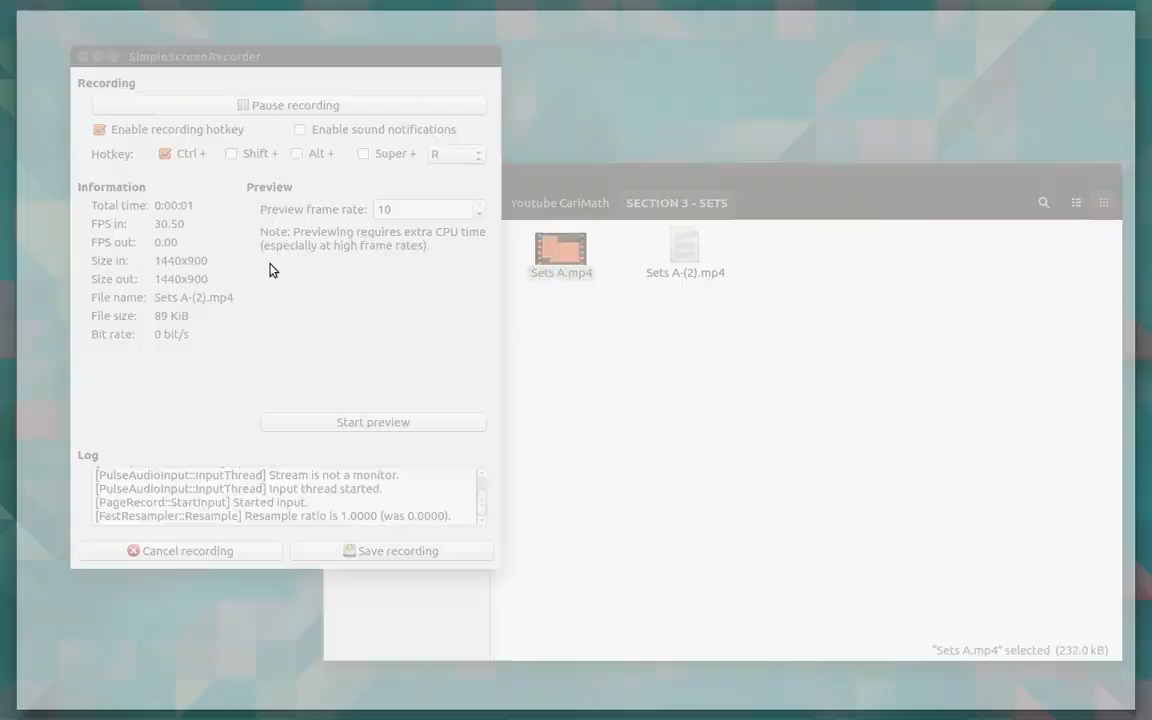 SimpleScreenRecorder
Recording
Pause recording
Enable recording hotkey Enable sound notifications
Hotkey: Ctrl + Shift + Alt + Super + R
Information Preview
Total time: 0:00:01
Preview frame rate: 10
FPS in: 30.50
Note: Previewing requires extra CPU time
(especially at high frame rates).
FPS out: 0.00
Size in: 1440x900
Size out: 1440x900
File name: Sets A-(2).mp4
File size: 89 KiB
Bit rate: 0 bit/s
Start preview
Log
[PulseAudioInput::InputThread] Stream is not a monitor.
[PulseAudioInput::InputThread] Input thread started.
[PageRecord::StartInput] Started input.
[FastResampler::Resample] Resample ratio is 1.0000 (was 0.0000).
Cancel recording Save recording
Youtube CariMath SECTION 3 - SETS
Sets A.mp4 Sets A-(2).mp4
"Sets A.mp4" selected (232.0 kB)